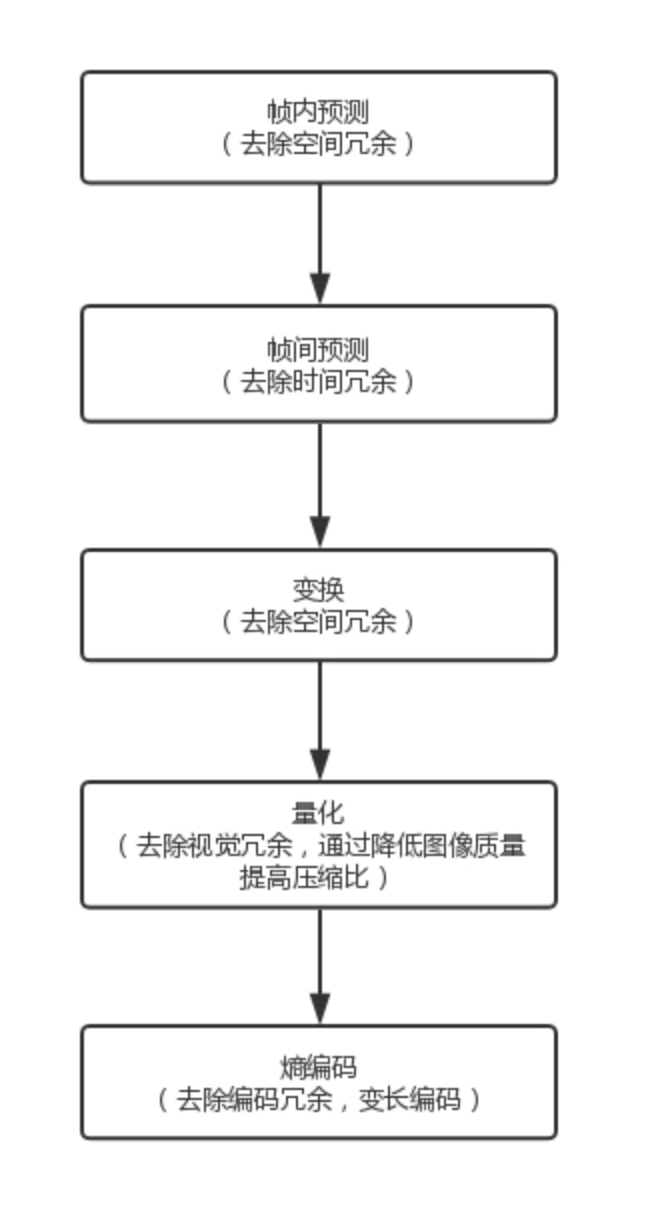 帧内预测
（去除空间冗余）
帧间预测
（去除时间冗余）
变换
（去除空间冗余）
量化
（去除视觉冗余，通过降低图像质量
提高压缩比）
熵编码
（去除编码冗余，变长编码）